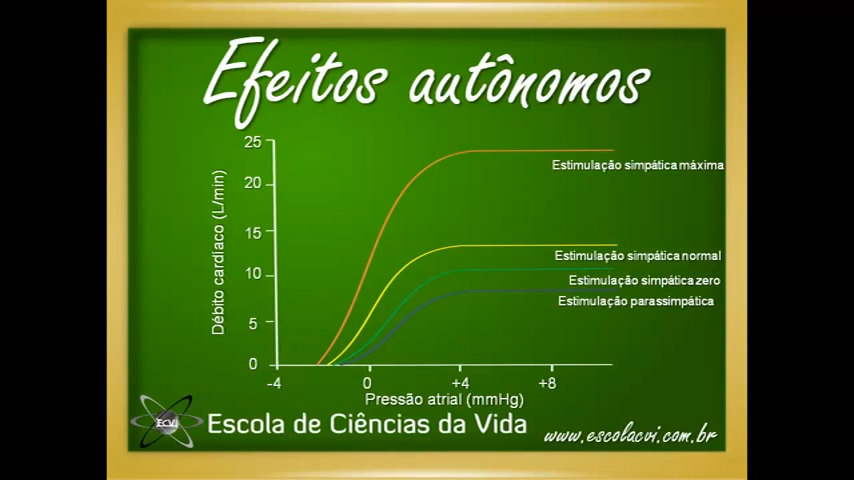 Efeitos autônomos
25
20
15
10
5
0
Débito cardíaco (L/min)
Estimulação simpática máxima
Estimulação simpática normal
Estimulação simpática zero
Estimulação parassimpática
-4 0 +4 +8
Pressão atrial (mmHg)
ECVI
Escola de Ciências da Vida
www.escolacvi.com.br